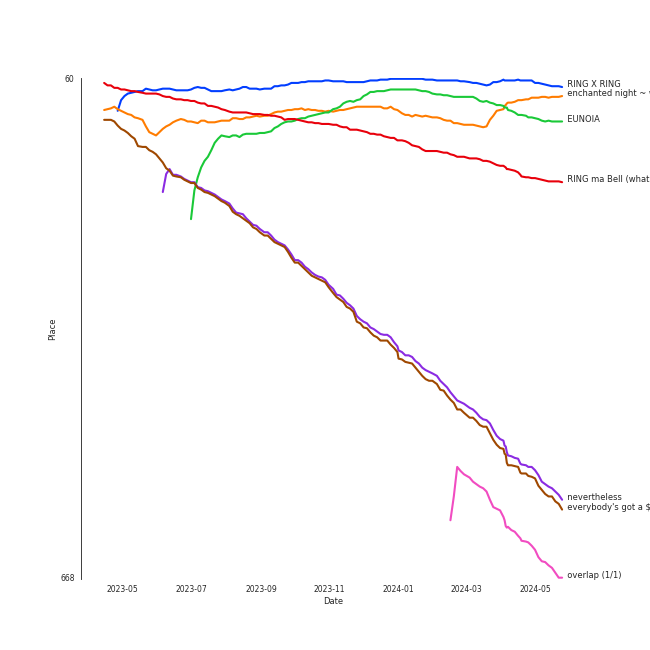 60
RING X RING
enchanted night ~
EUNOIA
RING ma Bell (what
Place
nevertheless
everybody's got a $
668
overlap (1/1)
2023-05 2023-07 2023-09 2023-11 2024-01 2024-03 2024-05
Date